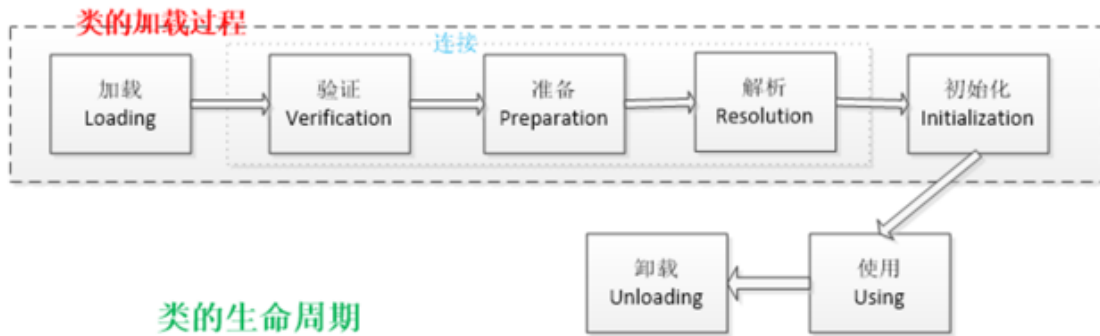 类的加载过程
连接
加载
Loading
验证
Verification
准备
Preparation
解析
Resolution
初始化
Initialization
卸载
Unloading
使用
Using
类的生命周期